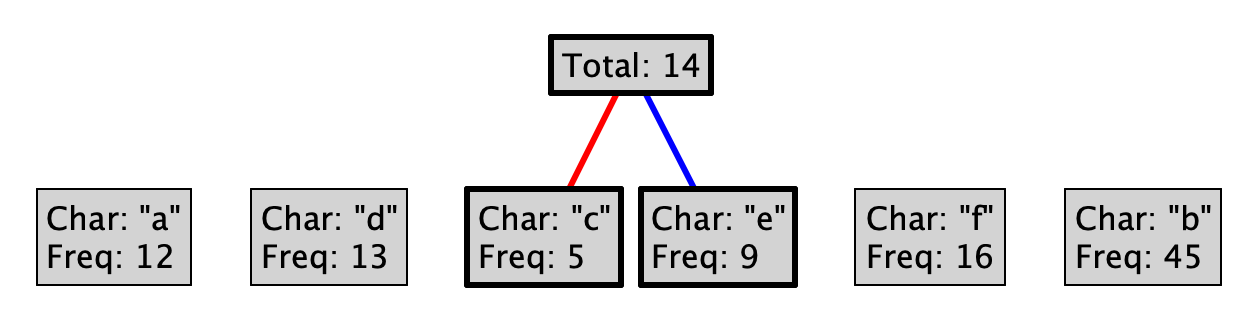 Total: 14
Char: "a"
Freq: 12
Char: "d"
Freq: 13
Char: "c"
Freq: 5
Char: "e"
Freq: 9
Char: "f"
Freq: 16
Char: "b"
Freq: 45